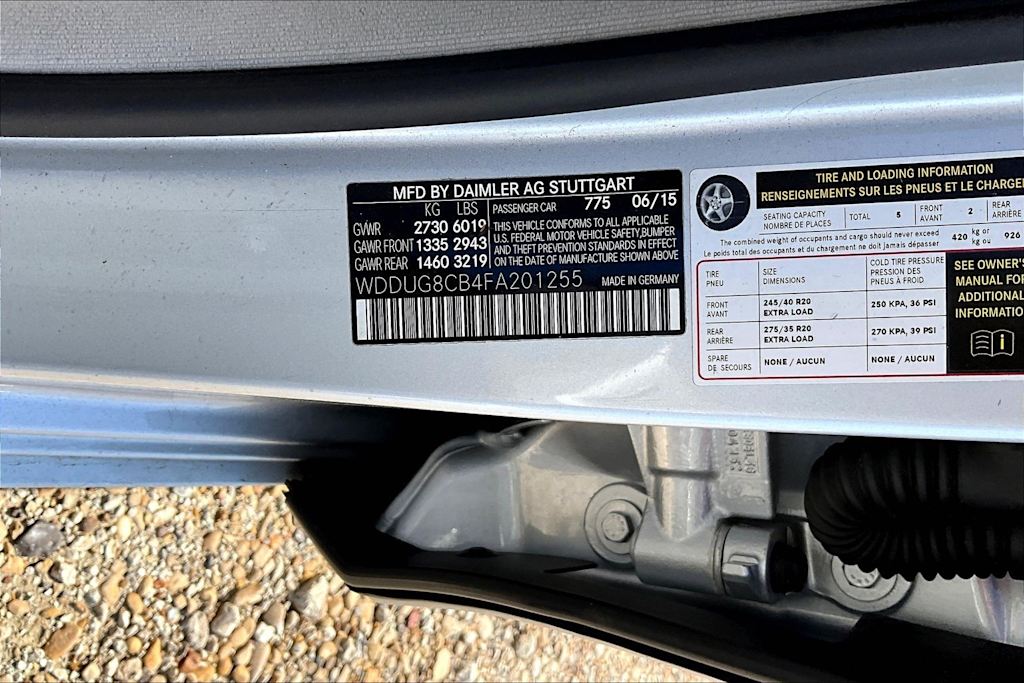 MFD BY DAIMLER AG STUTTGART
KG LBS PASSENGER CAR 775 06/15
GVWR 2730 6019
GAWR FRONT 1335 2943
GAWR REAR 1460 3219
THIS VEHICLE CONFORMS TO ALL APPLICABLE
U.S. FEDERAL MOTOR VEHICLE SAFETY,BUMPER
AND THEFT PREVENTION STANDARDS IN EFFECT
ON THE DATE OF MANUFACTURE SHOWN ABOVE
WDDUG8CB4FA201255 MADE IN GERMANY
TIRE AND LOADING INFORMATION
RENSEIGNEMENTS SUR LES PNEUS ET LE CHARGE
SEATING CAPACITY
NOMBRE DE PLACES
TOTAL 5
FRONT
AVANT
2
REAR
ARRIÈRE
The combined weight of occupants and cargo should never exceed
Le poids total des occupants et du chargement ne doit jamais dépasser
420 kg or
kg ou
926
TIRE
PNEU
SIZE
DIMENSIONS
COLD TIRE PRESSURE
PRESSION DES
PNEUS À FROID
FRONT
AVANT
245/40 R20
EXTRA LOAD
250 KPA, 36 PSI
REAR
ARRIÈRE
275/35 R20
EXTRA LOAD
270 KPA, 39 PSI
SPARE
DE SECOURS
NONE / AUCUN
NONE / AUCUN
SEE OWNER'S
MANUAL FOR
ADDITIONAL
INFORMATIO